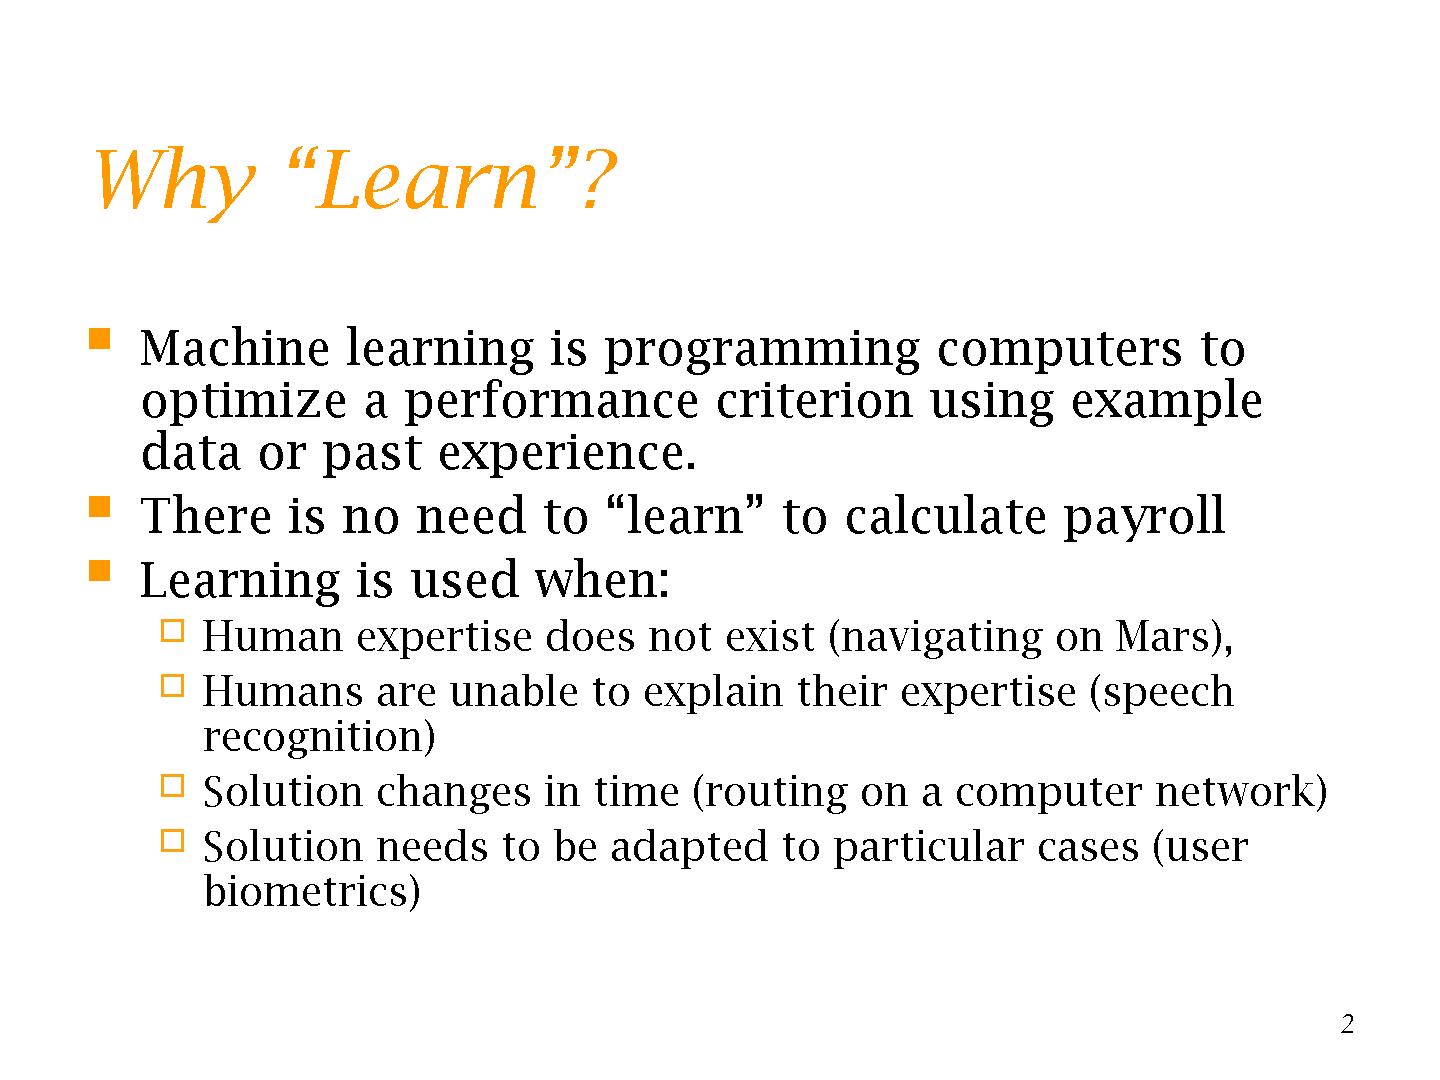 Why “Learn”?
Machine learning is programming computers to
optimize a performance criterion using example
data or past experience.
There is no need to “learn” to calculate payroll
Learning is used when:
Human expertise does not exist (navigating on Mars),
Humans are unable to explain their expertise (speech
recognition)
Solution changes in time (routing on a computer network)
Solution needs to be adapted to particular cases (user
biometrics)
2